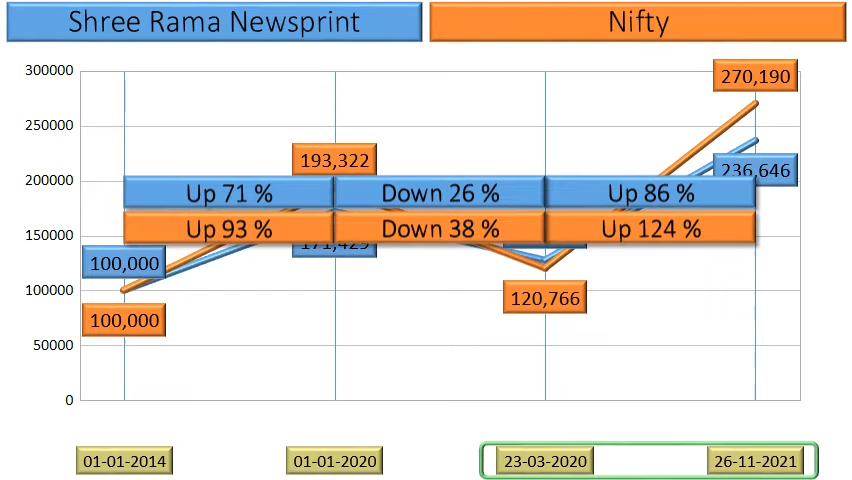 Shree Rama Newsprint
Nifty
300000
270,190
250000
200000
193,322
236,646
Up 71 %
Down 26 %
Up 86 %
Up 93 %
Down 38 %
Up 124 %
150000
171,429
100,000
100000
120,766
100,000
50000
0
01-01-2014
01-01-2020
23-03-2020
26-11-2021